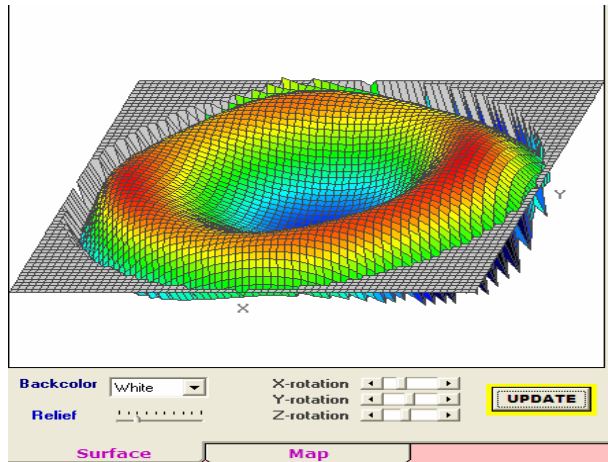 Y
X
Backcolor White X-rotation
Y-rotation UPDATE
Relief Z-rotation
Surface Map